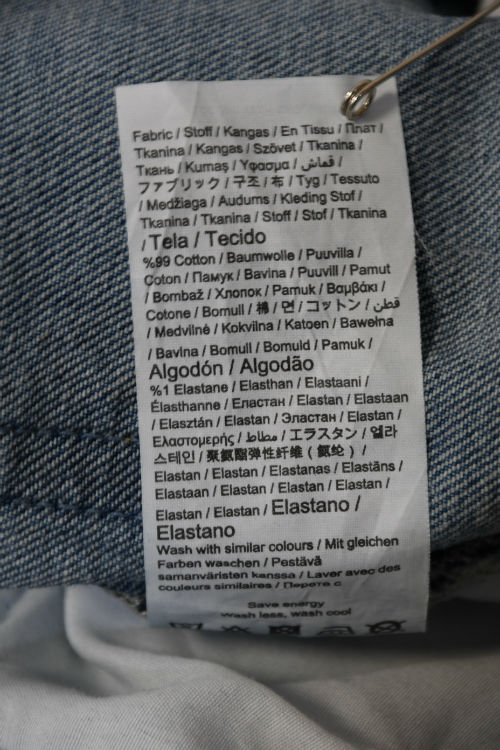 Fabric / Stoff / Kangas / En Tissu / Плат /
Tkanina / Kangas / Szövet / Tkanina /
Ткань / Kumaş / Υφασμα / قماش /
ファブリック / 구조 / 布 / Tyg / Tessuto
/ Medžiaga / Audums / Kleding Stof /
Tkanina / Tkanina / Stoff / Stof / Tkanina
/ Tela / Tecido
%99 Cotton / Baumwolle / Puuvilla /
Coton / Памук / Bavina / Puuvill / Pamut
/ Bombaž / Хлопок / Pamuk / Βαμβάκι /
Cotone / Bomull / 棉 / 면 / コットン / قطن
/ Medvilnė / Kokvilna / Katoen / Bawełna
/ Bavlna / Bomull / Bomuld / Pamuk /
Algodón / Algodão
%1 Elastane / Elasthan / Elastaani /
Élasthanne / Еластан / Elastan / Elastaan
/ Elasztán / Elastan / Эластан / Elastan /
Ελαστομερής / مطاط / エラスタン / 엘라
스테인 / 聚氨酯弹性纤维 ( 氨纶 ) /
Elastan / Elastan / Elastanas / Elastāns /
Elastaan / Elastan / Elastan / Elastan /
Elastan / Elastan / Elastano /
Elastano
Wash with similar colours / Mit gleichen
Farben waschen / Pestävä
samanväristen kanssa / Laver avec des
couleurs similaires / Перете с
Save energy
Wash less, wash cool